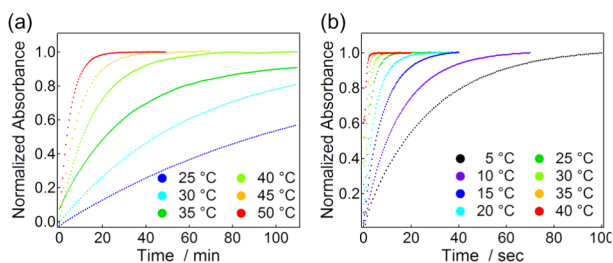 (a)
Normalized Absorbance
1.0
0.8
0.6
0.4
0.2
0.0
25 °C
30 °C
35 °C
40 °C
45 °C
50 °C
0 20 40 60 80 100
Time / min
(b)
Normalized Absorbance
1.0
0.8
0.6
0.4
0.2
5 °C
10 °C
15 °C
20 °C
25 °C
30 °C
35 °C
40 °C
0 20 40 60 80 100
Time / sec